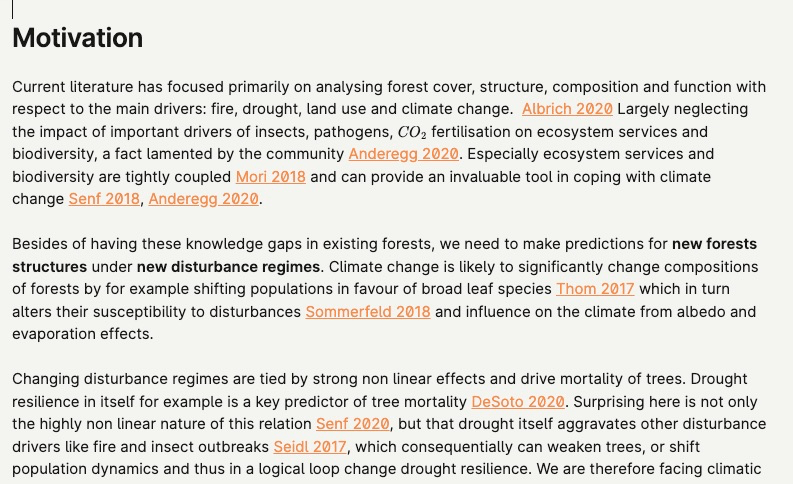 Motivation
Current literature has focused primarily on analysing forest cover, structure, composition and function with
respect to the main drivers: fire, drought, land use and climate change. Albrich 2020 Largely neglecting
the impact of important drivers of insects, pathogens, CO₂ fertilisation on ecosystem services and
biodiversity, a fact lamented by the community Anderegg 2020. Especially ecosystem services and
biodiversity are tightly coupled Mori 2018 and can provide an invaluable tool in coping with climate
change Senf 2018, Anderegg 2020.
Besides of having these knowledge gaps in existing forests, we need to make predictions for new forests
structures under new disturbance regimes. Climate change is likely to significantly change compositions
of forests by for example shifting populations in favour of broad leaf species Thom 2017 which in turn
alters their susceptibility to disturbances Sommerfeld 2018 and influence on the climate from albedo and
evaporation effects.
Changing disturbance regimes are tied by strong non linear effects and drive mortality of trees. Drought
resilience in itself for example is a key predictor of tree mortality DeSoto 2020. Surprising here is not only
the highly non linear nature of this relation Senf 2020, but that drought itself aggravates other disturbance
drivers like fire and insect outbreaks Seidl 2017, which consequentially can weaken trees, or shift
population dynamics and thus in a logical loop change drought resilience. We are therefore facing climatic